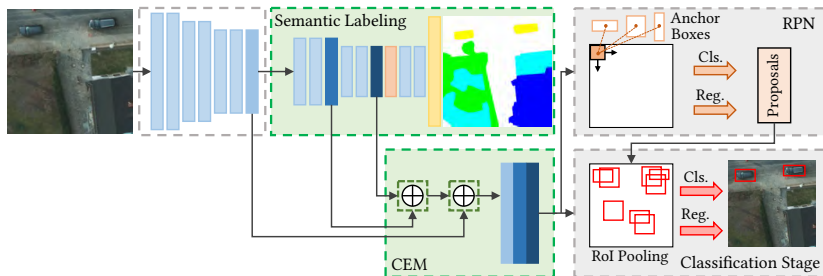 Semantic Labeling
Anchor
Boxes
RPN
Cls.
Reg.
Proposals
CEM
RoI Pooling
Cls.
Reg.
Classification Stage